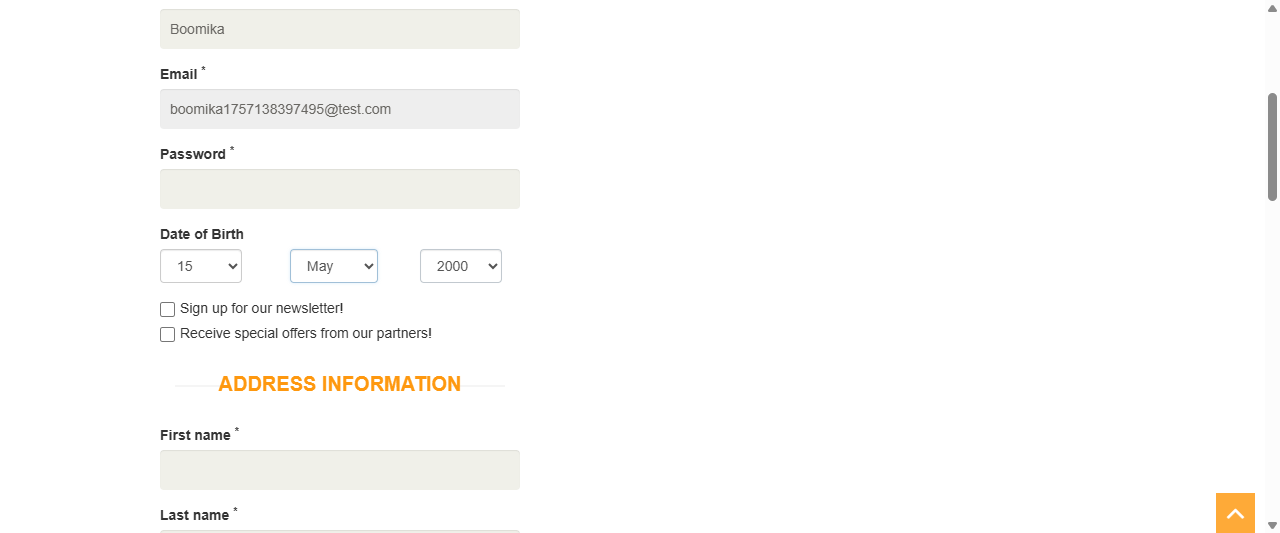 Boomika
Email *
boomika1757138397495@test.com
Password *
Date of Birth
15 May 2000
Sign up for our newsletter!
Receive special offers from our partners!
ADDRESS INFORMATION
First name *
Last name *